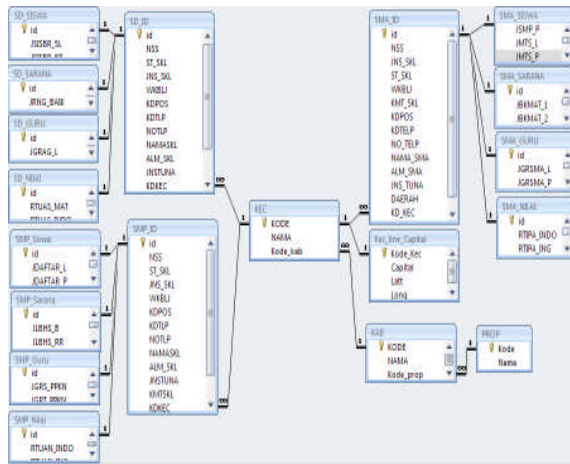 SD_SISWA
id
JSISBR_SL
SD_SARANA
id
JRNG_BAIK
SD_GURU
id
JGRAG_L
SD_NILAI
id
RTUAS_MAT
SD_ID
id
NSS
ST_SKL
JNS_SKL
WKBLI
KDPOS
KDTLP
NOTLP
NAMASKL
ALM_SKL
JNSTUNA
KDKEC
SMP_Siswa
id
JDAFTAR_L
JDAFTAR_P
SMP_Sarana
id
JLBHS_B
JLBHS_RR
SMP_Guru
id
JGRS_PPKN
SMP_Nilai
id
RTUAN_INDO
SMP_ID
id
NSS
ST_SKL
JNS_SKL
WKBLI
KDPOS
KDTLP
NOTLP
NAMASKL
ALM_SKL
JNSTUNA
KMTSKL
KDKEC
KEC
KODE
NAMA
Kode_kab
SMA_ID
id
NSS
JNS_SKL
ST_SKL
WKBLI
KMT_SKL
KDPOS
KDTELP
NO_TELP
NAMA_SMA
ALM_SMA
JNS_TUNA
DAERAH
KD_KEC
Kec_line_Capital
Kode_Kec
Capital
Latt
Long
KAB
KODE
NAMA
Kode_prop
PROP
Kode
Nama
SMA_SISWA
JSMP_P
JMTS_L
JMTS_P
SMA_SARANA
id
JBKMAT_1
JBKMAT_2
SMA_GURU
id
JGRSMA_L
JGRSMA_P
SMA_NILAI
id
RTIPA_INDO
RTIPA_ING